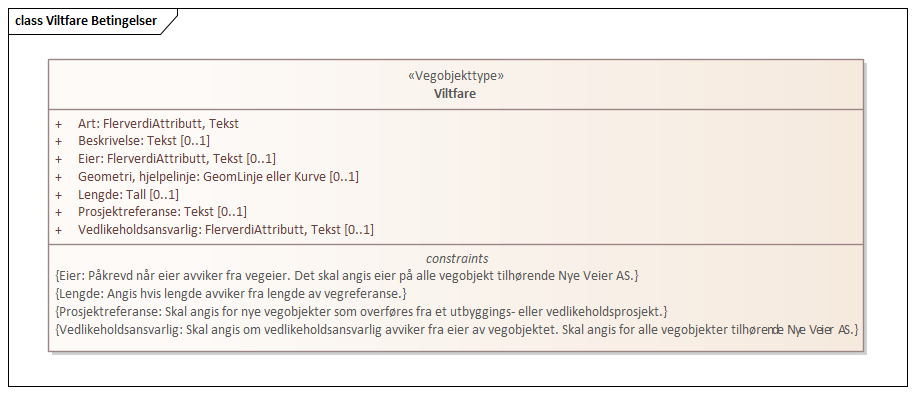 class Viltfare Betingelser
«Vegobjekttype»
Viltfare
+ Art: FlerverdiAttributt, Tekst
+ Beskrivelse: Tekst [0..1]
+ Eier: FlerverdiAttributt, Tekst [0..1]
+ Geometri, hjelpelinje: GeomLinje eller Kurve [0..1]
+ Lengde: Tall [0..1]
+ Prosjektreferanse: Tekst [0..1]
+ Vedlikeholdsansvarlig: FlerverdiAttributt, Tekst [0..1]
constraints
{Eier: Påkrevd når eier avviker fra vegeier. Det skal angis eier på alle vegobjekt tilhørende Nye Veier AS.}
{Lengde: Angis hvis lengde avviker fra lengde av vegreferanse.}
{Prosjektreferanse: Skal angis for nye vegobjekter som overføres fra et utbyggings- eller vedlikeholdsprosjekt.}
{Vedlikeholdsansvarlig: Skal angis om vedlikeholdsansvarlig avviker fra eier av vegobjektet. Skal angis for alle vegobjekter tilhørende Nye Veier AS.}